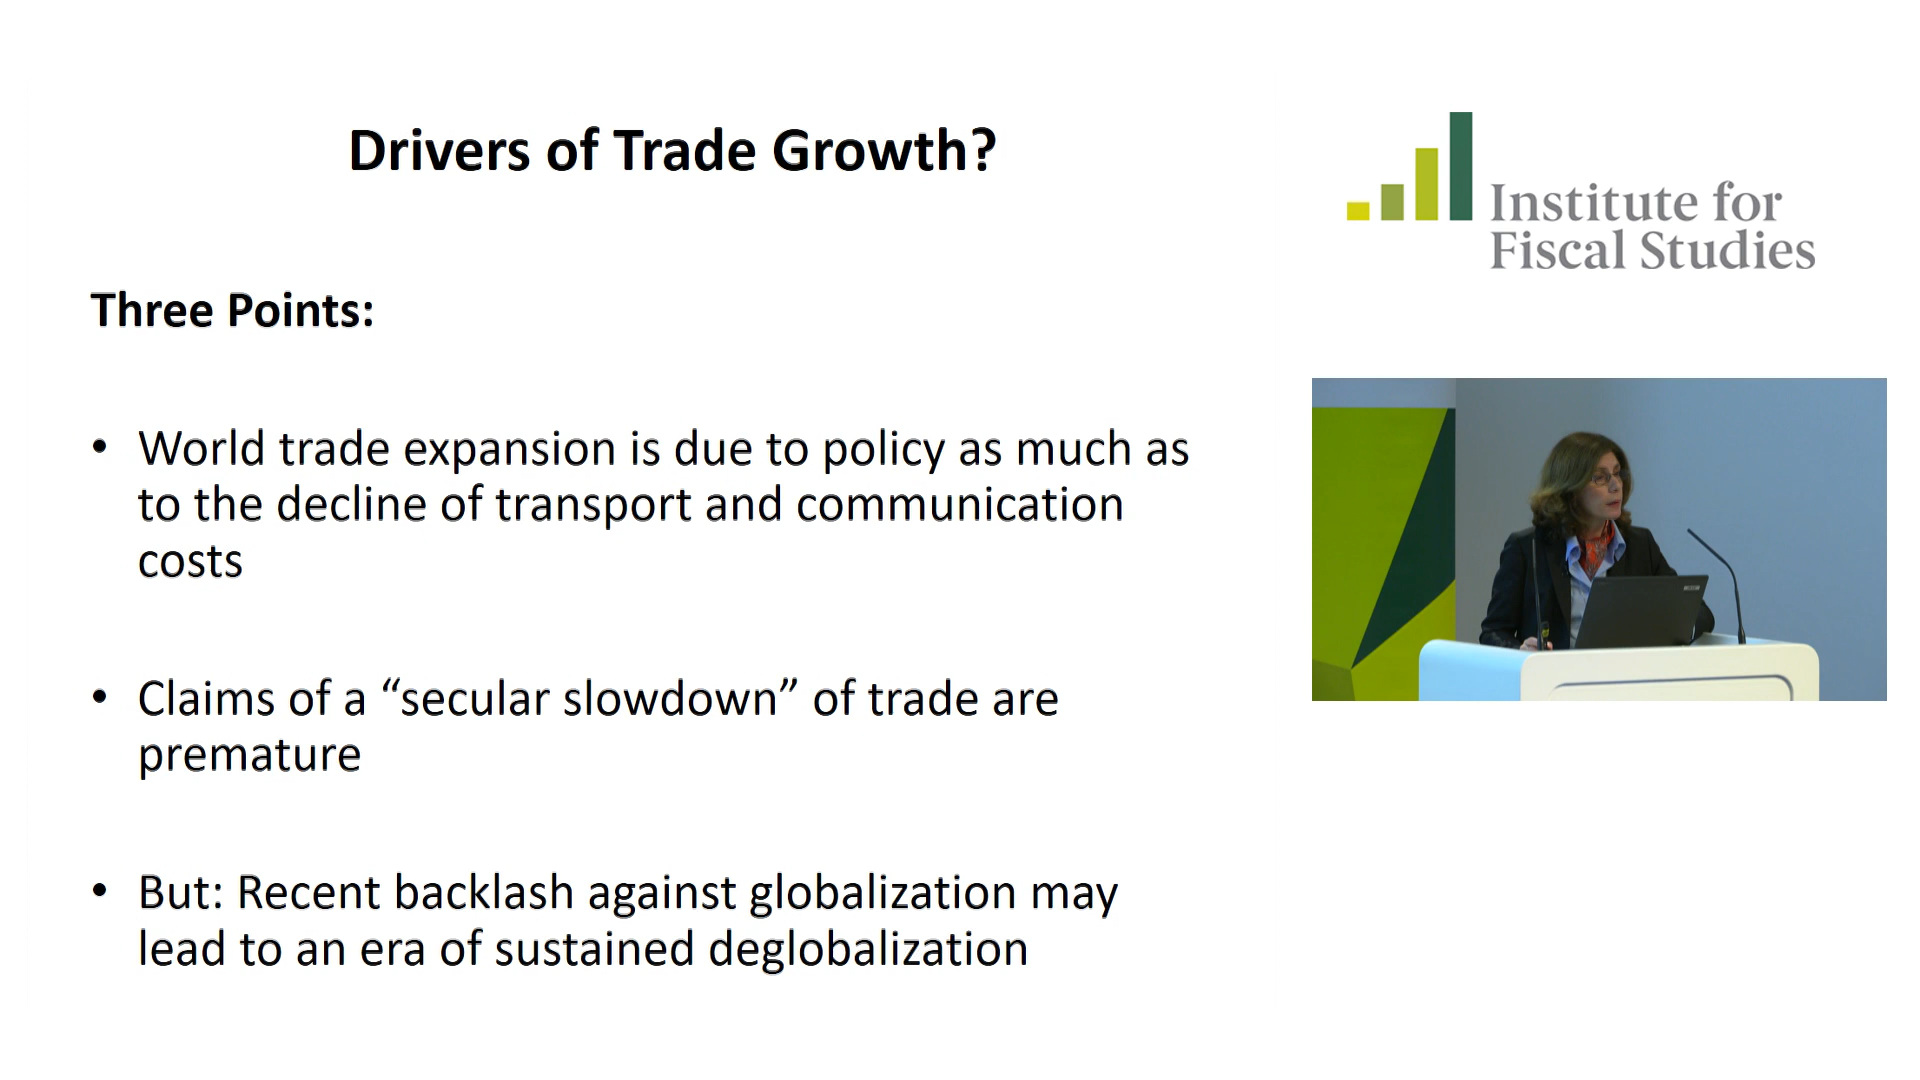 Drivers of Trade Growth?
Institute for
Fiscal Studies
Three Points:
• World trade expansion is due to policy as much as
to the decline of transport and communication
costs
• Claims of a “secular slowdown” of trade are
premature
• But: Recent backlash against globalization may
lead to an era of sustained deglobalization